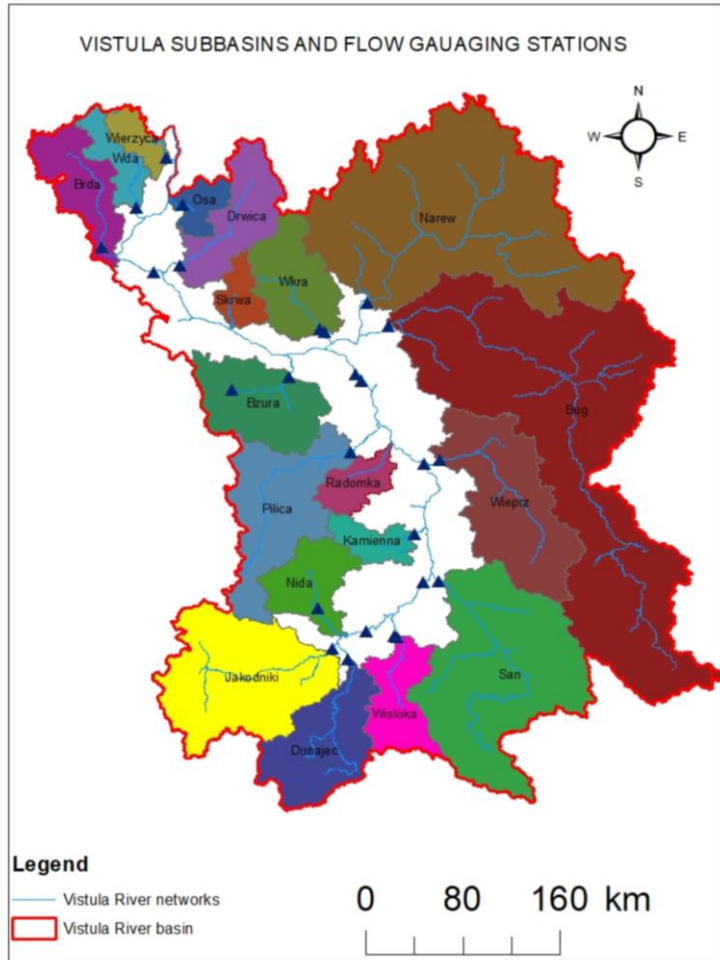 VISTULA SUBBASINS AND FLOW GAUAGING STATIONS
N
W E
S
Wierzyca
Wda
Brda
Osa
Drwica
Narew
Wkra
Skrwa
Bzura
Bug
Radomka
Wieprz
Pilica
Kamienna
Nida
San
Jakodniki
Wisloka
Dunajec
Legend
Vistula River networks
Vistula River basin
0 80 160 km